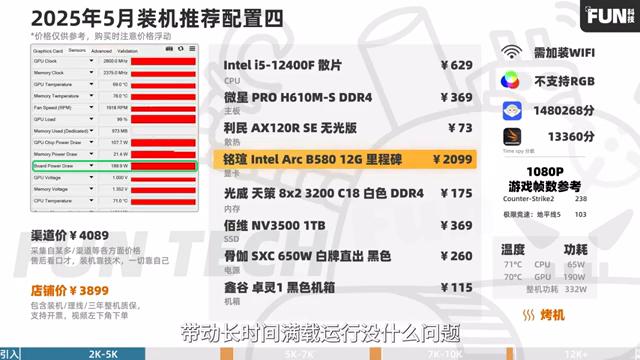 2025年5月装机推荐配置四
*价格仅供参考，购买时注意价格浮动
FUN科技
Graphics Card Sensors Advanced Validation
GPU Clock 2800.0 MHz
Memory Clock 2375.0 MHz
GPU Temperature 69.0 °C
Memory Temperature 76.0 °C
Fan Speed (RPM) 1918 RPM
GPU Load 99 %
Memory Used (Dedicated) 973 MB
GPU Chip Power Draw 107.7 W
Memory Power Draw 21.4 W
Board Power Draw 189.9 W
GPU Voltage 1.000 V
Memory Voltage 1.352 V
CPU Temperature 71.0 °C
渠道价 ￥4089
采集自某多/渠道等各方面价格
售后看口才，装机靠技术，一切靠自己
店铺价 ￥3899
包含装机/理线/三年整机质保，
支持开票，视频左下角下单
Intel i5-12400F 散片 ￥629
CPU
微星 PRO H610M-S DDR4 ￥369
主板
利民 AX120R SE 无光版 ￥73
散热
铭瑄 Intel Arc B580 12G 里程碑 ￥2099
显卡
光威 天策 8x2 3200 C18 白色 DDR4 ￥175
内存
佰维 NV3500 1TB ￥369
SSD
骨伽 SXC 650W 白牌直出 黑色 ￥260
电源
鑫谷 卓灵1 黑色机箱 ￥115
机箱
需加装WIFI
不支持RGB
1480268分
13360分
Time spy 分数
1080P
游戏帧数参考
Counter-Strike2 238
极限竞速：地平线5 103
温度 功耗
71°C CPU 65W
70°C GPU 190W
整机功耗 332W
烤机
FUN TECH
带动长时间满载运行没什么问题
引入 2K-5K 5K-7K 7K-10K 12K+